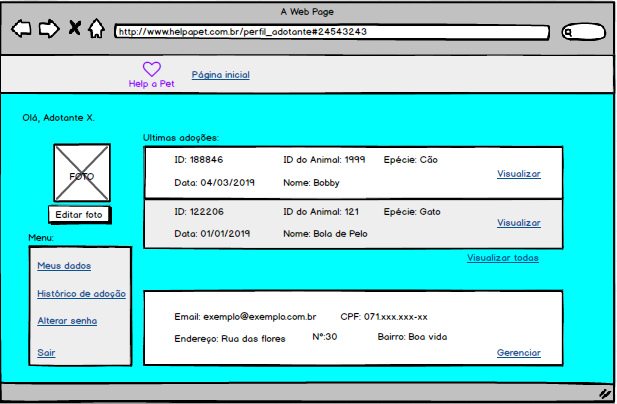 A Web Page
http://www.helpapet.com.br/perfil_adotante#24543243
Help a Pet
Página inicial
Olá, Adotante X.
FOTO
Editar foto
Menu:
Meus dados
Histórico de adoção
Alterar senha
Sair
Ultimas adoções:
ID: 188846 ID do Animal: 1999 Epécie: Cão
Data: 04/03/2019 Nome: Bobby
Visualizar
ID: 122206 ID do Animal: 121 Epécie: Gato
Data: 01/01/2019 Nome: Bola de Pelo
Visualizar
Visualizar todas
Email: exemplo@exemplo.com.br CPF: 071.xxx.xxx-xx
Endereço: Rua das flores Nº:30 Bairro: Boa vida
Gerenciar